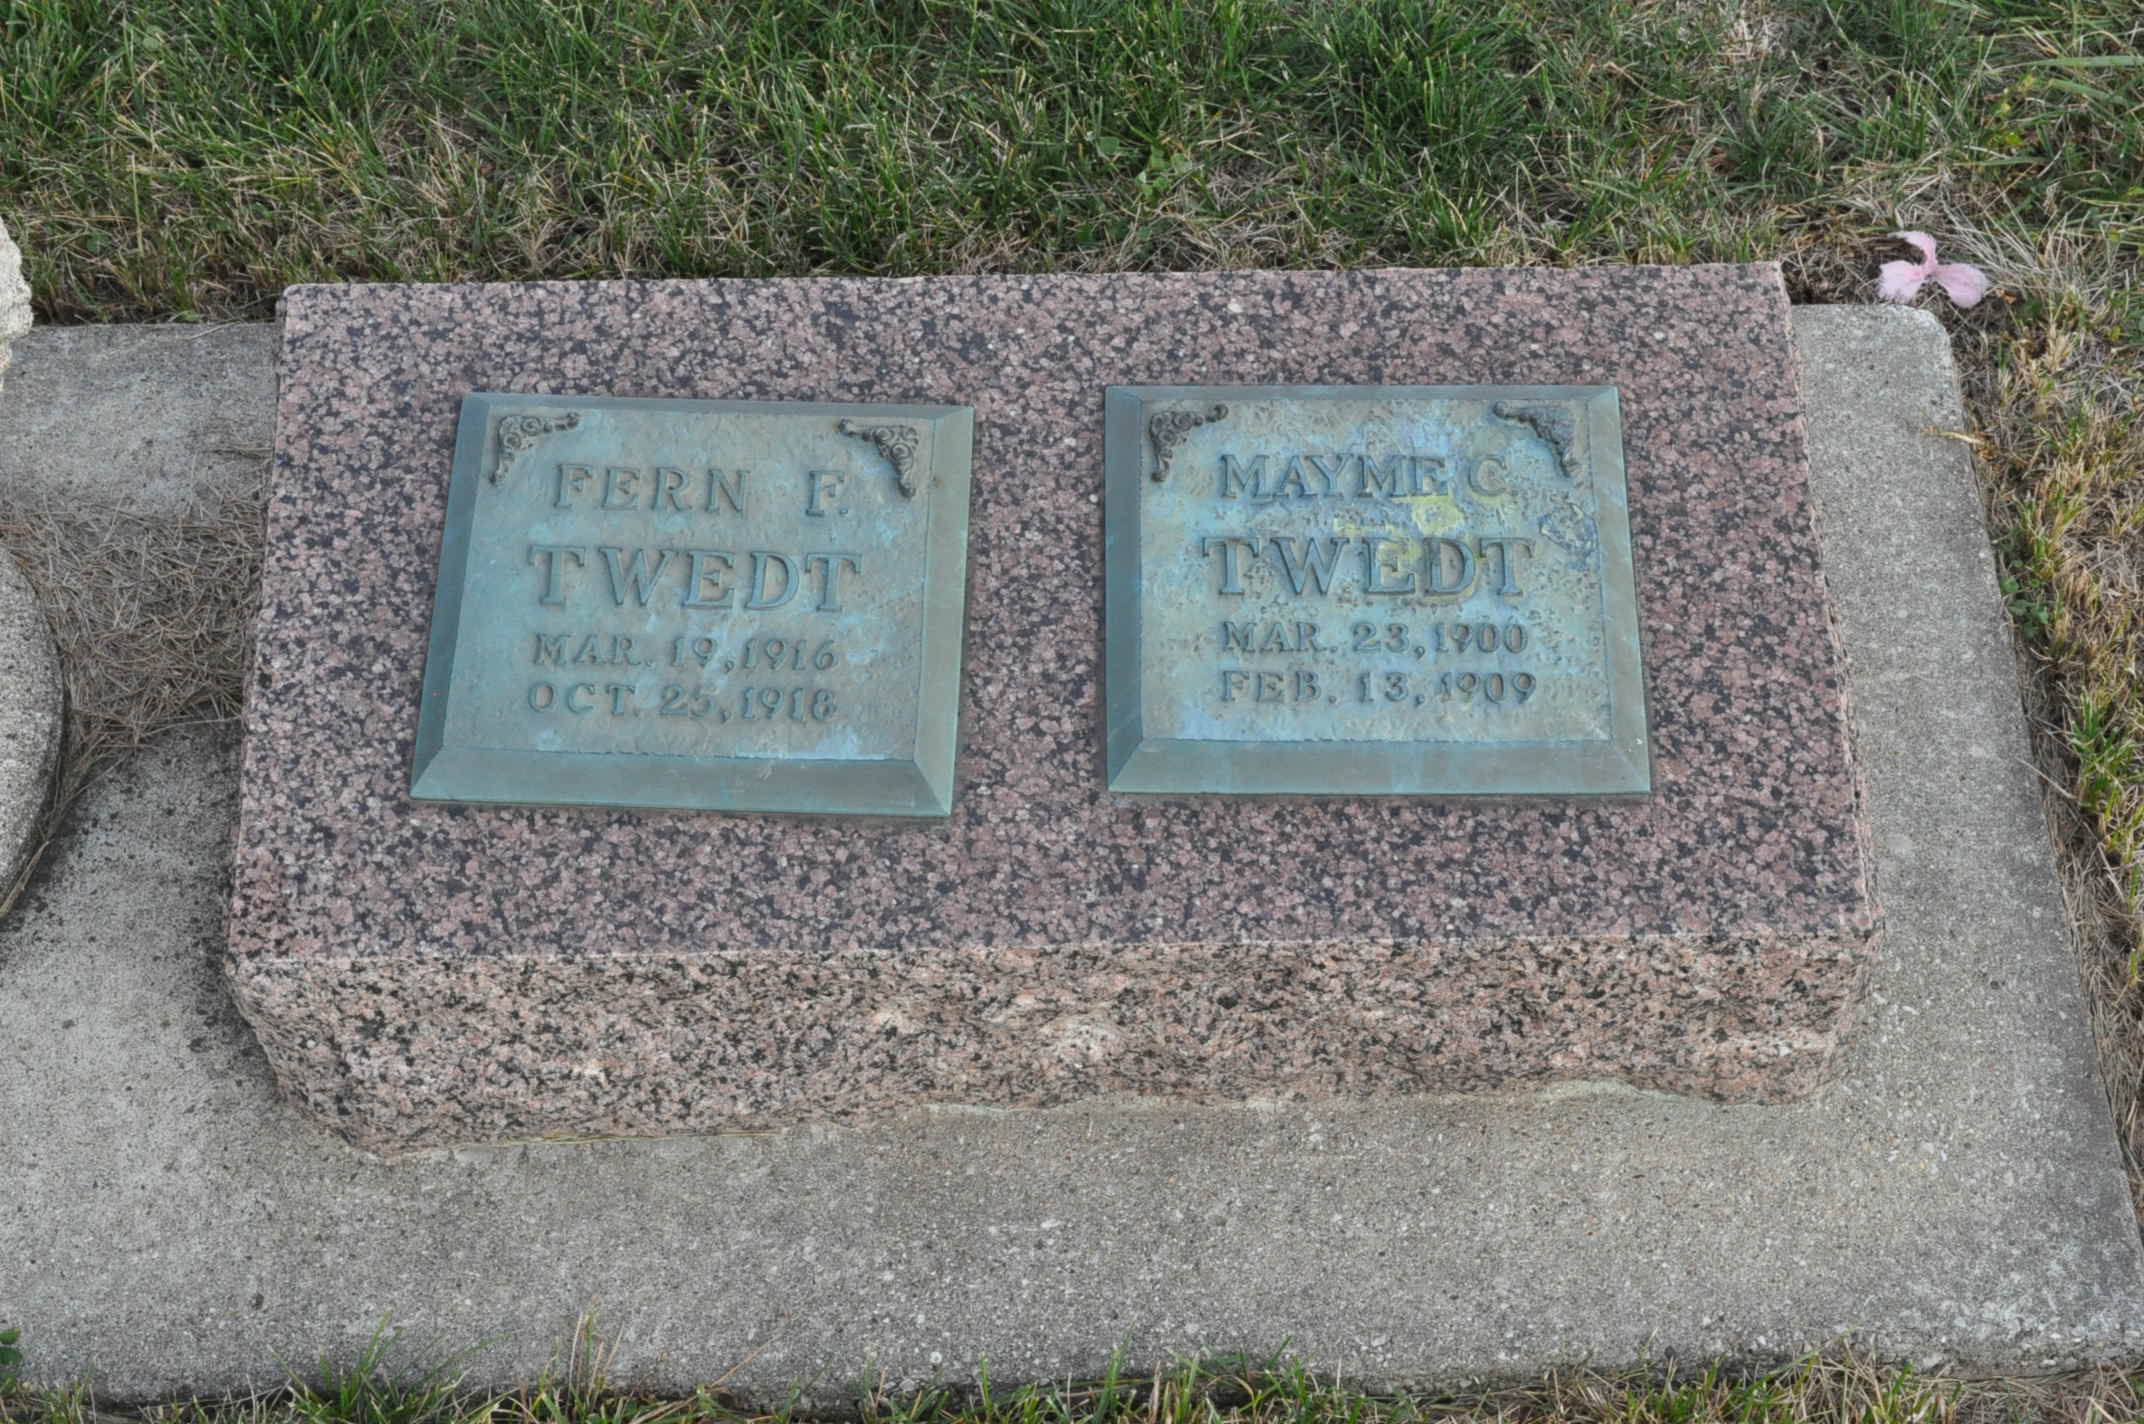 FERN F.
TWEDT
MAR. 19, 1916
OCT. 25, 1918
MAYME C.
TWEDT
MAR. 23, 1900
FEB. 13, 1909